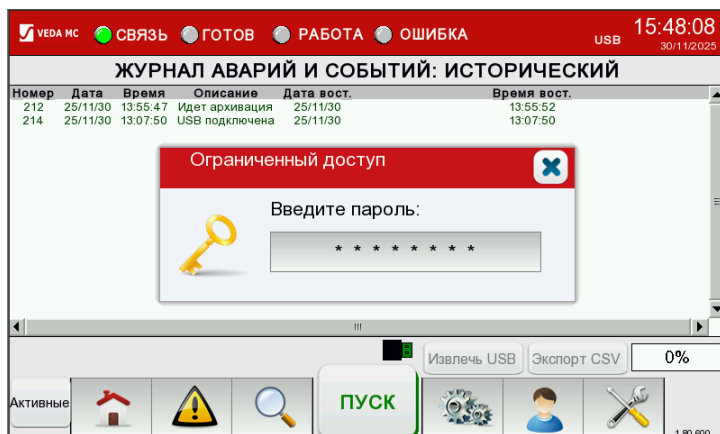 VEDA MC СВЯЗЬ ГОТОВ РАБОТА ОШИБКА USB 15:48:08
30/11/2025
ЖУРНАЛ АВАРИЙ И СОБЫТИЙ: ИСТОРИЧЕСКИЙ
Номер Дата Время Описание Дата вост. Время вост.
212 25/11/30 13:55:47 Идет архивация 25/11/30 13:55:52
214 25/11/30 13:07:50 USB подключена 25/11/30 13:07:50
Ограниченный доступ
Введите пароль:
* * * * * * * *
Извлечь USB Экспорт CSV 0%
Активные ПУСК